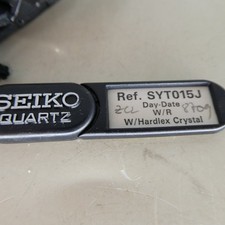 SEIKO
QUARTZ
Ref. SYT015J
Day-Date
W/R
W/Hardlex Crystal